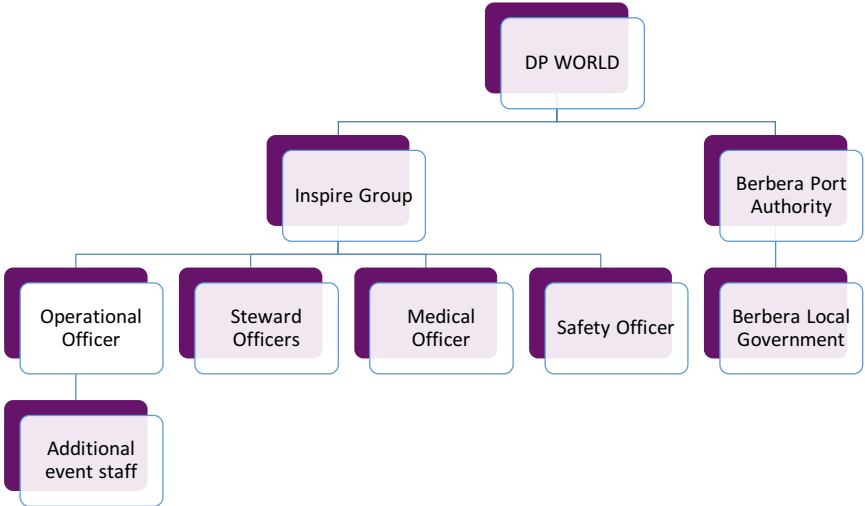 DP WORLD
Inspire Group
Berbera Port
Authority
Operational
Officer
Steward
Officers
Medical
Officer
Safety Officer
Berbera Local
Government
Additional
event staff